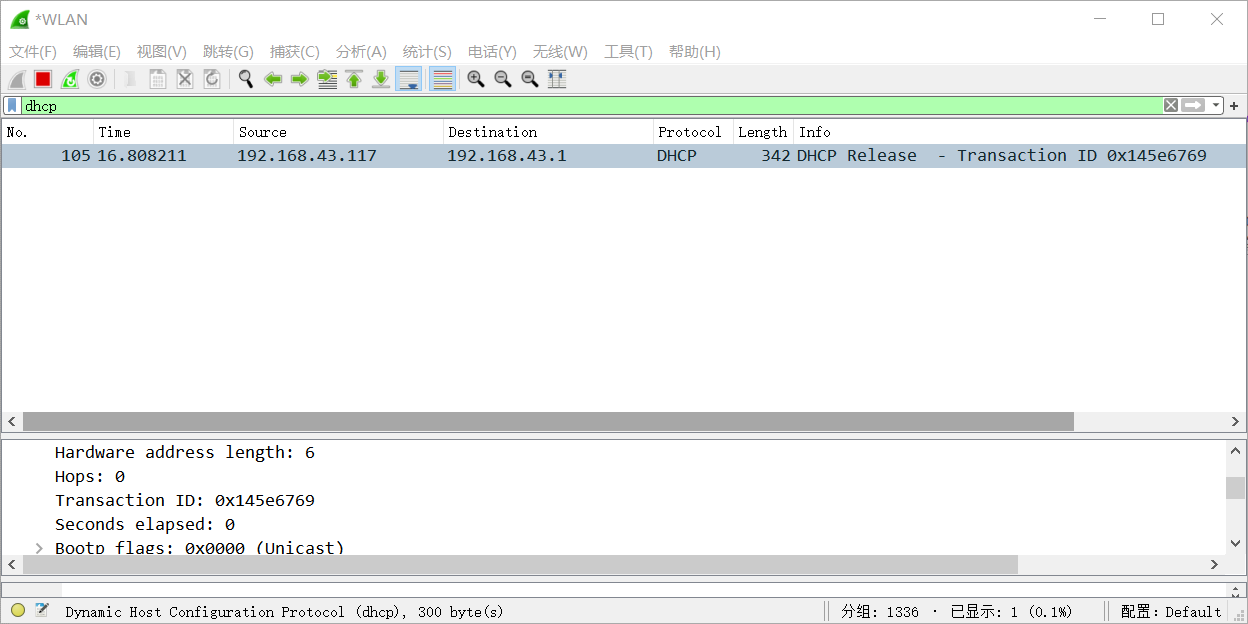 *WLAN
文件(F) 编辑(E) 视图(V) 跳转(G) 捕获(C) 分析(A) 统计(S) 电话(Y) 无线(W) 工具(T) 帮助(H)
dhcp
No. Time Source Destination Protocol Length Info
105 16.808211 192.168.43.117 192.168.43.1 DHCP 342 DHCP Release - Transaction ID 0x145e6769
Hardware address length: 6
Hops: 0
Transaction ID: 0x145e6769
Seconds elapsed: 0
Bootp flags: 0x0000 (Unicast)
Dynamic Host Configuration Protocol (dhcp), 300 byte(s) 分组: 1336 · 已显示: 1 (0.1%) 配置: Default